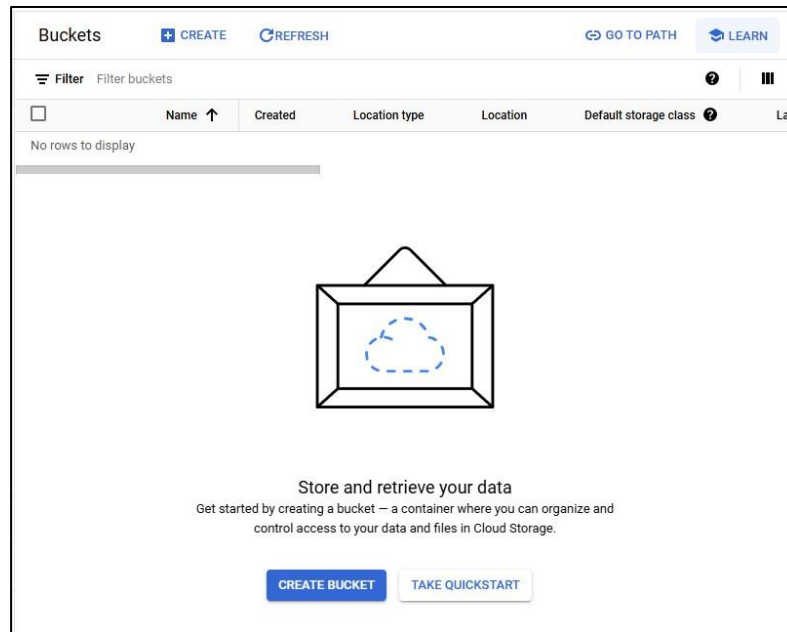 Buckets CREATE REFRESH GO TO PATH LEARN
Filter Filter buckets
Name Created Location type Location Default storage class La
No rows to display
Store and retrieve your data
Get started by creating a bucket — a container where you can organize and
control access to your data and files in Cloud Storage.
CREATE BUCKET TAKE QUICKSTART